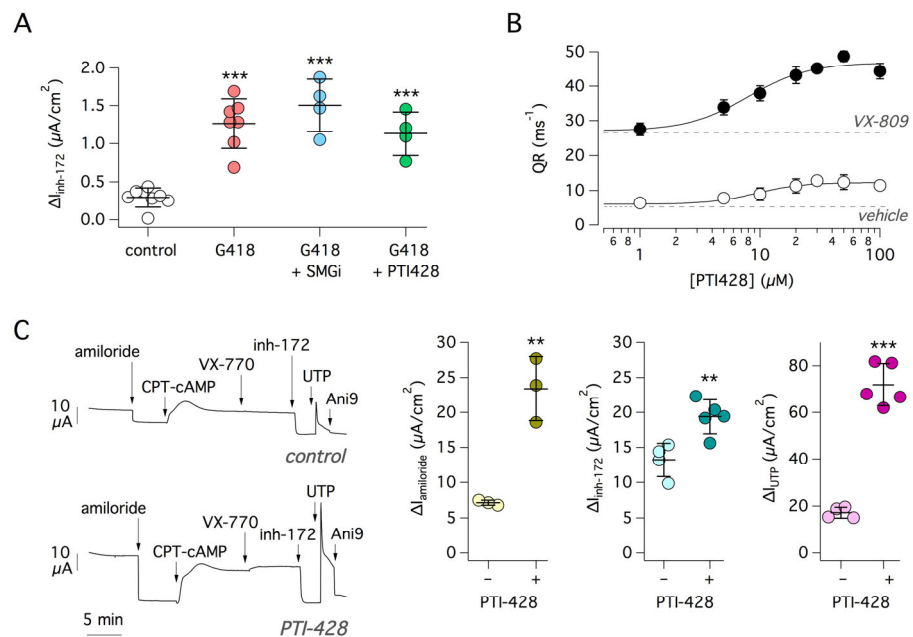 A
ΔIinh-172 (µA/cm²)
2.0
1.5
1.0
0.5
0.0
***
***
***
control
G418
G418
+ SMGi
G418
+ PTI428
B
QR (ms⁻¹)
50
40
30
20
10
0
VX-809
vehicle
6 8
1
2
4
6 8
10
2
4
6 8
100
[PTI428] (µM)
C
amiloride
CPT-cAMP
VX-770
inh-172
UTP
Ani9
10
µA
control
amiloride
CPT-cAMP
VX-770
inh-172
UTP
Ani9
10
µA
5 min
PTI-428
ΔIamiloride (µA/cm²)
30
25
20
15
10
5
0
**
– +
PTI-428
ΔIinh-172 (µA/cm²)
30
25
20
15
10
5
0
**
– +
PTI-428
ΔIUTP (µA/cm²)
80
60
40
20
0
***
– +
PTI-428